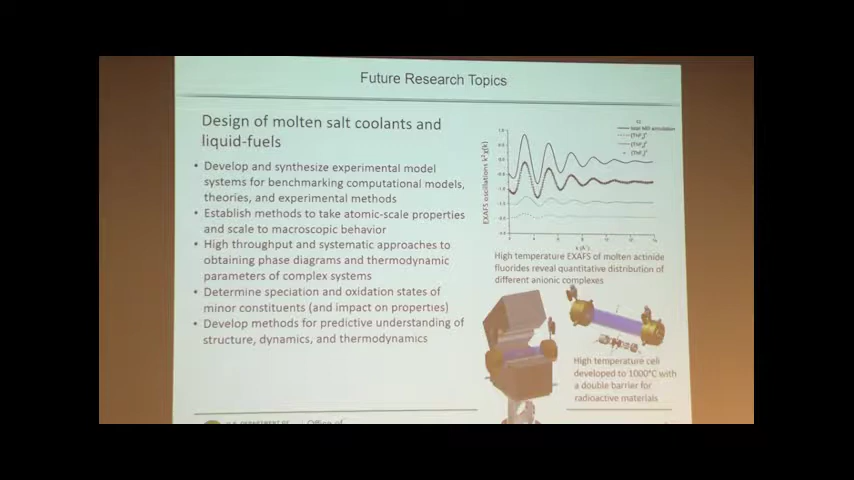 Future Research Topics
Design of molten salt coolants and
liquid-fuels
• Develop and synthesize experimental model
systems for benchmarking computational models,
theories, and experimental methods
• Establish methods to take atomic-scale properties
and scale to macroscopic behavior
• High throughput and systematic approaches to
obtaining phase diagrams and thermodynamic
parameters of complex systems
• Determine speciation and oxidation states of
minor constituents (and impact on properties)
• Develop methods for predictive understanding of
structure, dynamics, and thermodynamics
EXAFS oscillations
High temperature EXAFS of molten actinide
fluorides reveal quantitative distribution of
different anionic complexes
High temperature cell
developed to 1000°C with
a double barrier for
radioactive materials
Office of